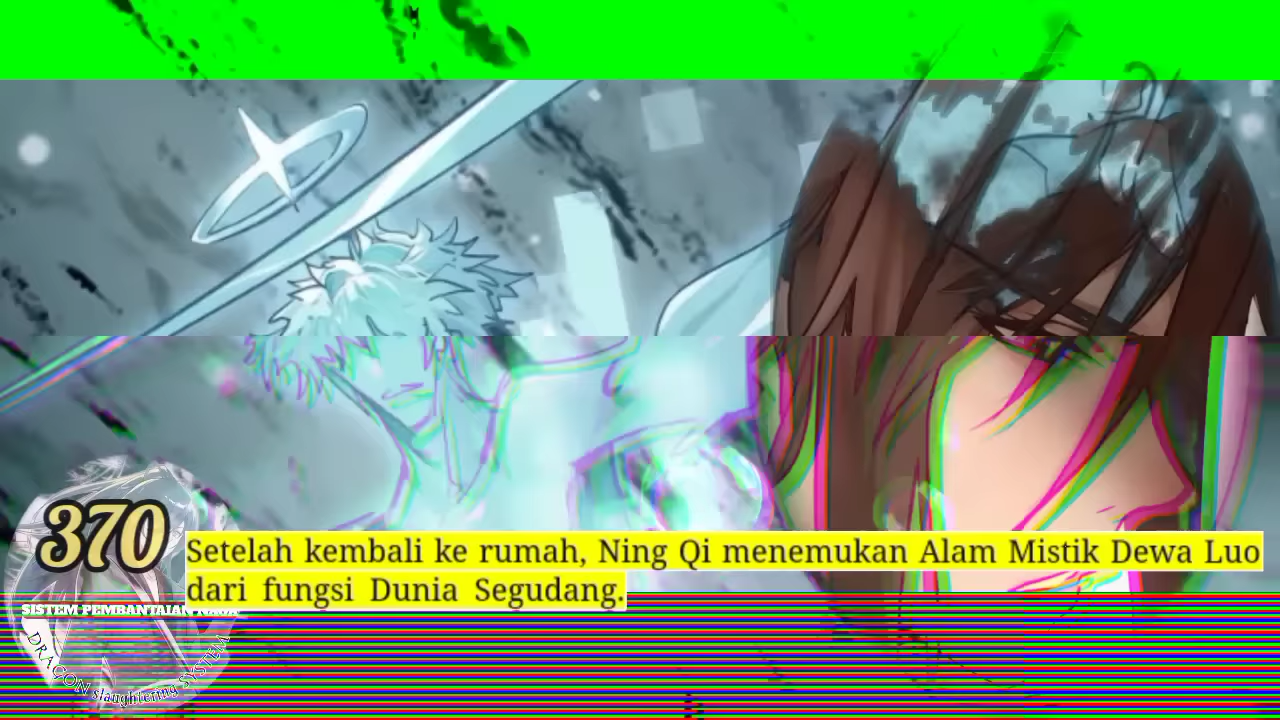 370
Setelah kembali ke rumah, Ning Qi menemukan Alam Mistik Dewa Luo
dari fungsi Dunia Segudang.
SISTEM PEMBANTAIAN NAGA
DRAGON slaughtering SYSTEM